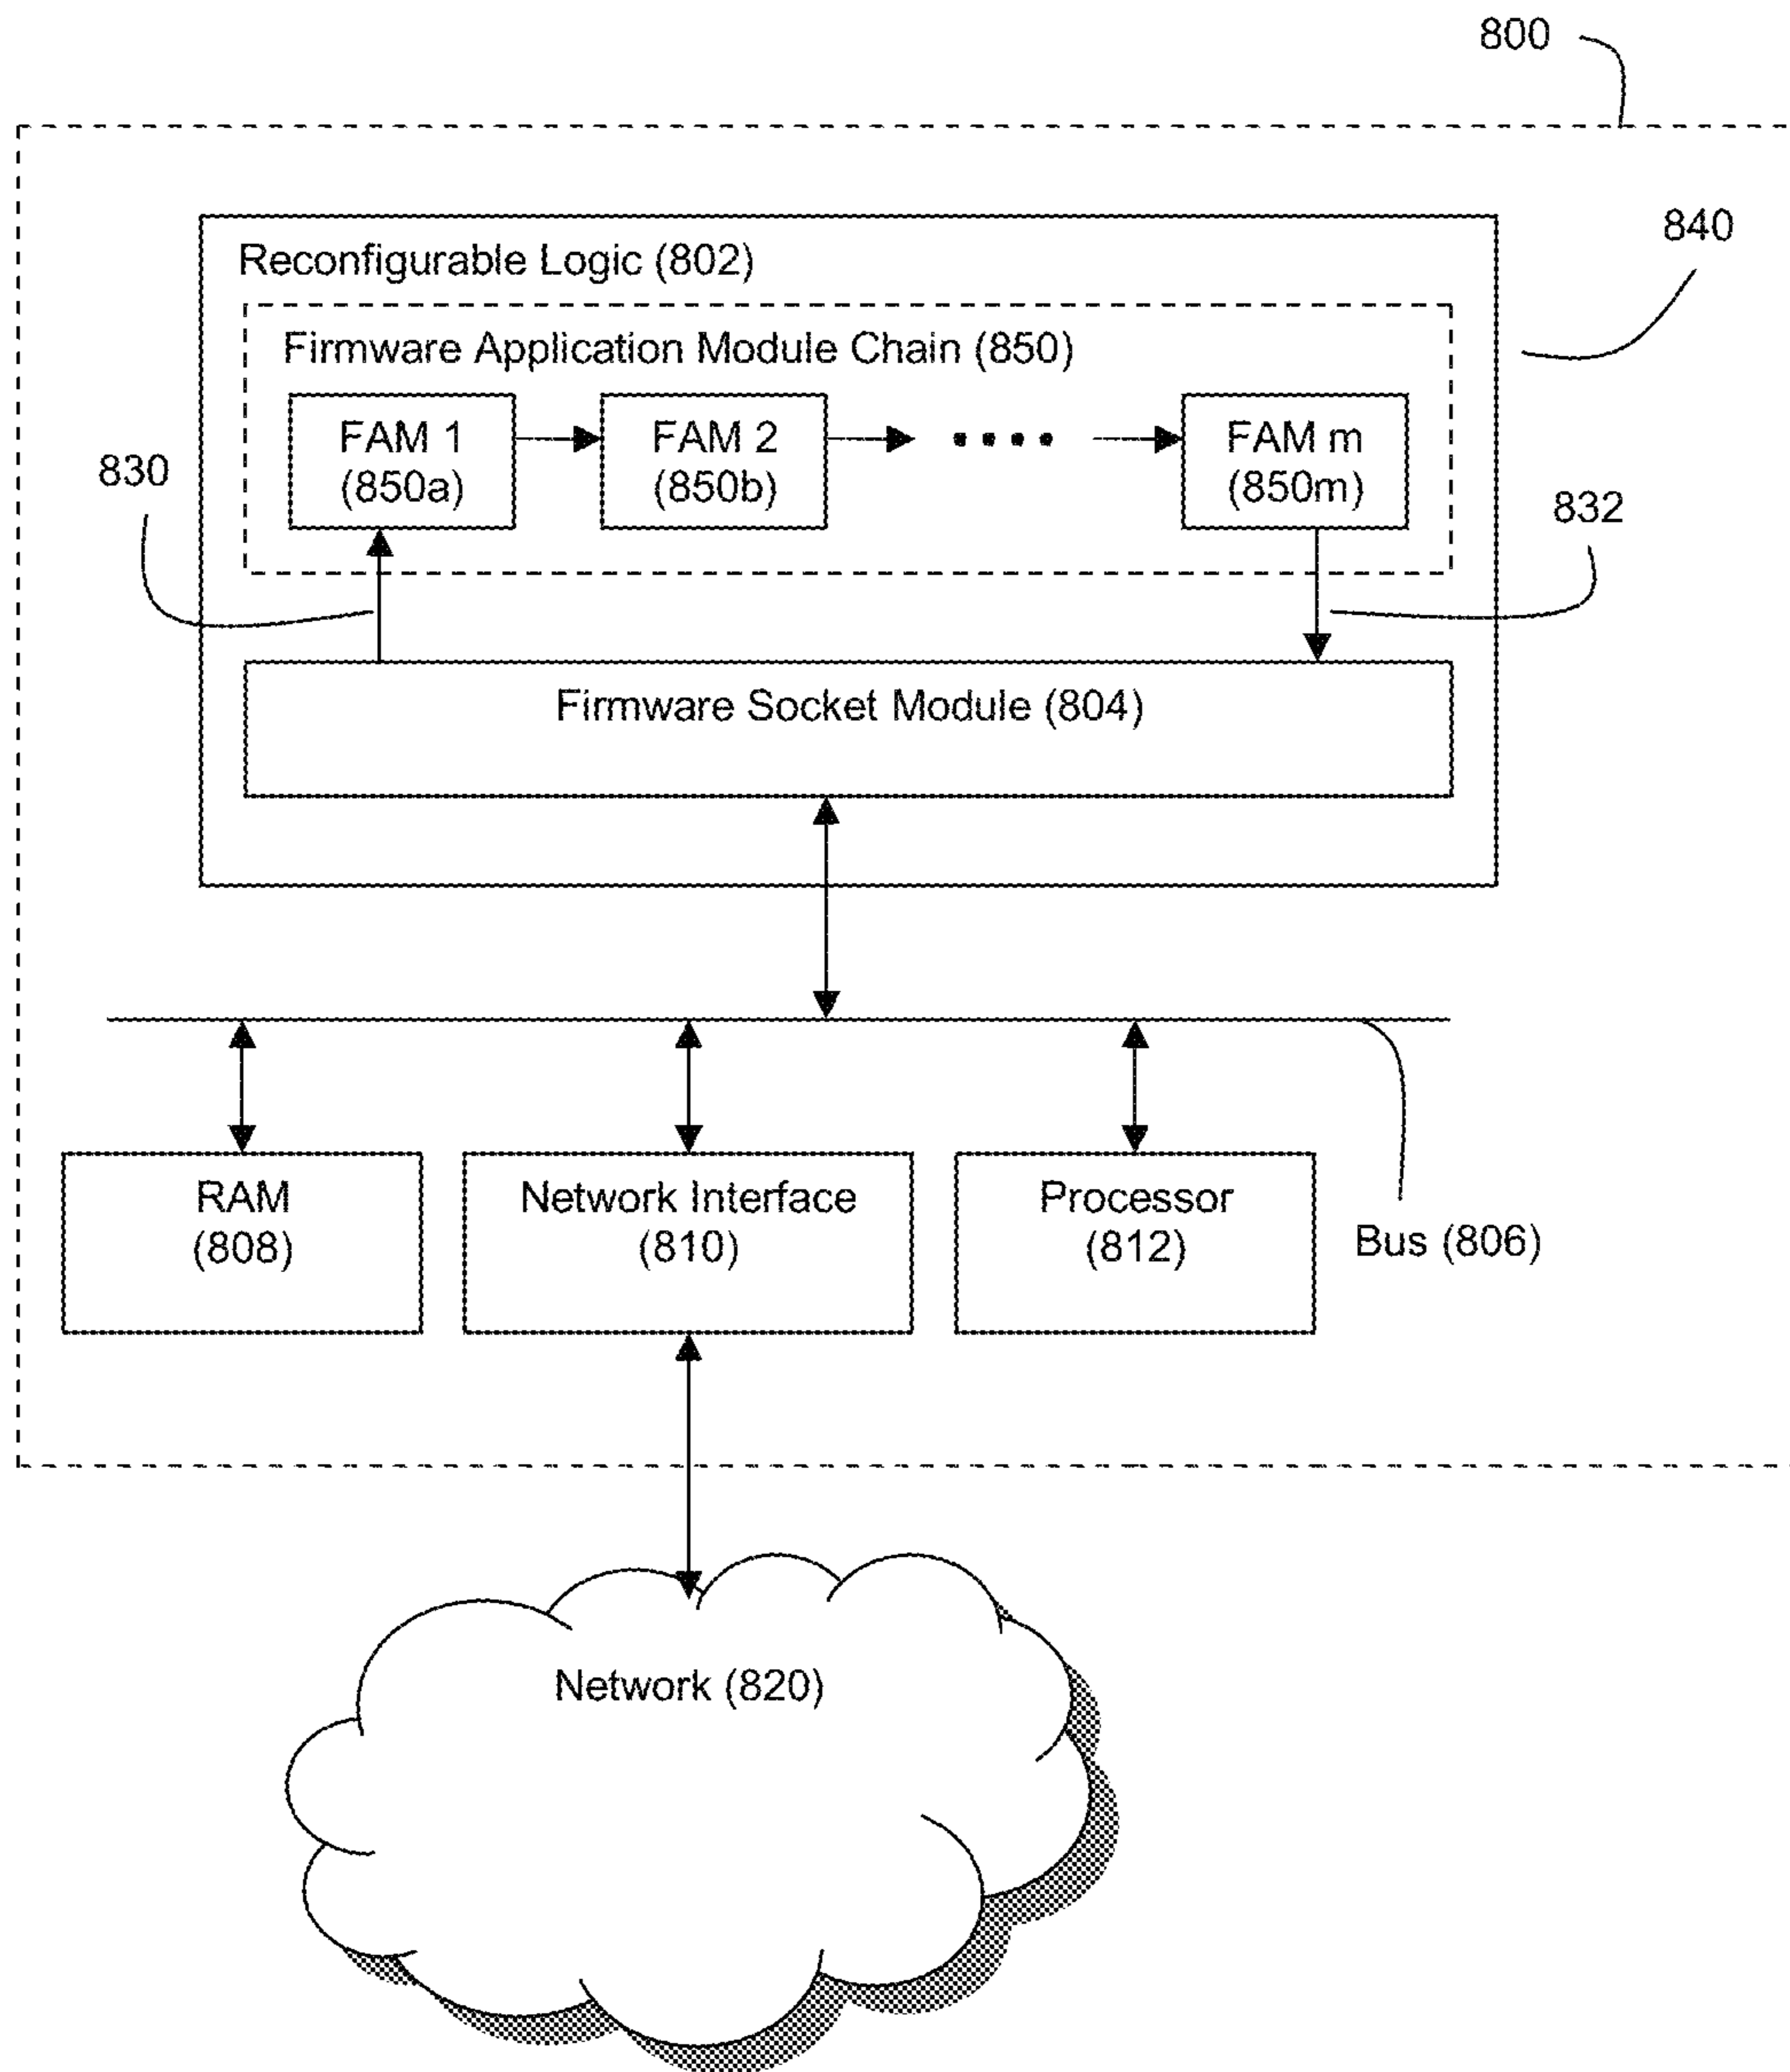 800
840
Reconfigurable Logic (802)
Firmware Application Module Chain (850)
FAM 1
(850a)
FAM 2
(850b)
FAM m
(850m)
830
832
Firmware Socket Module (804)
RAM
(808)
Network Interface
(810)
Processor
(812)
Bus (806)
Network (820)